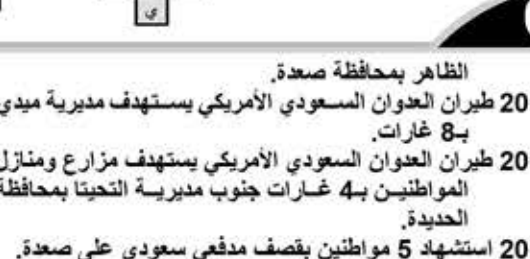 ي
الظاهر بمحافظة صعدة.
20 طيران العدوان السعودي الأمريكي يستهدف مديرية ميدي
بـ8 غارات.
20 طيران العدوان السعودي الأمريكي يستهدف مزارع ومنازل
المواطنين بـ4 غارات جنوب مديرية التحيتا بمحافظة
الحديدة.
20 استشهاد 5 مواطنين بقصف مدفعي سعودي على صعدة.